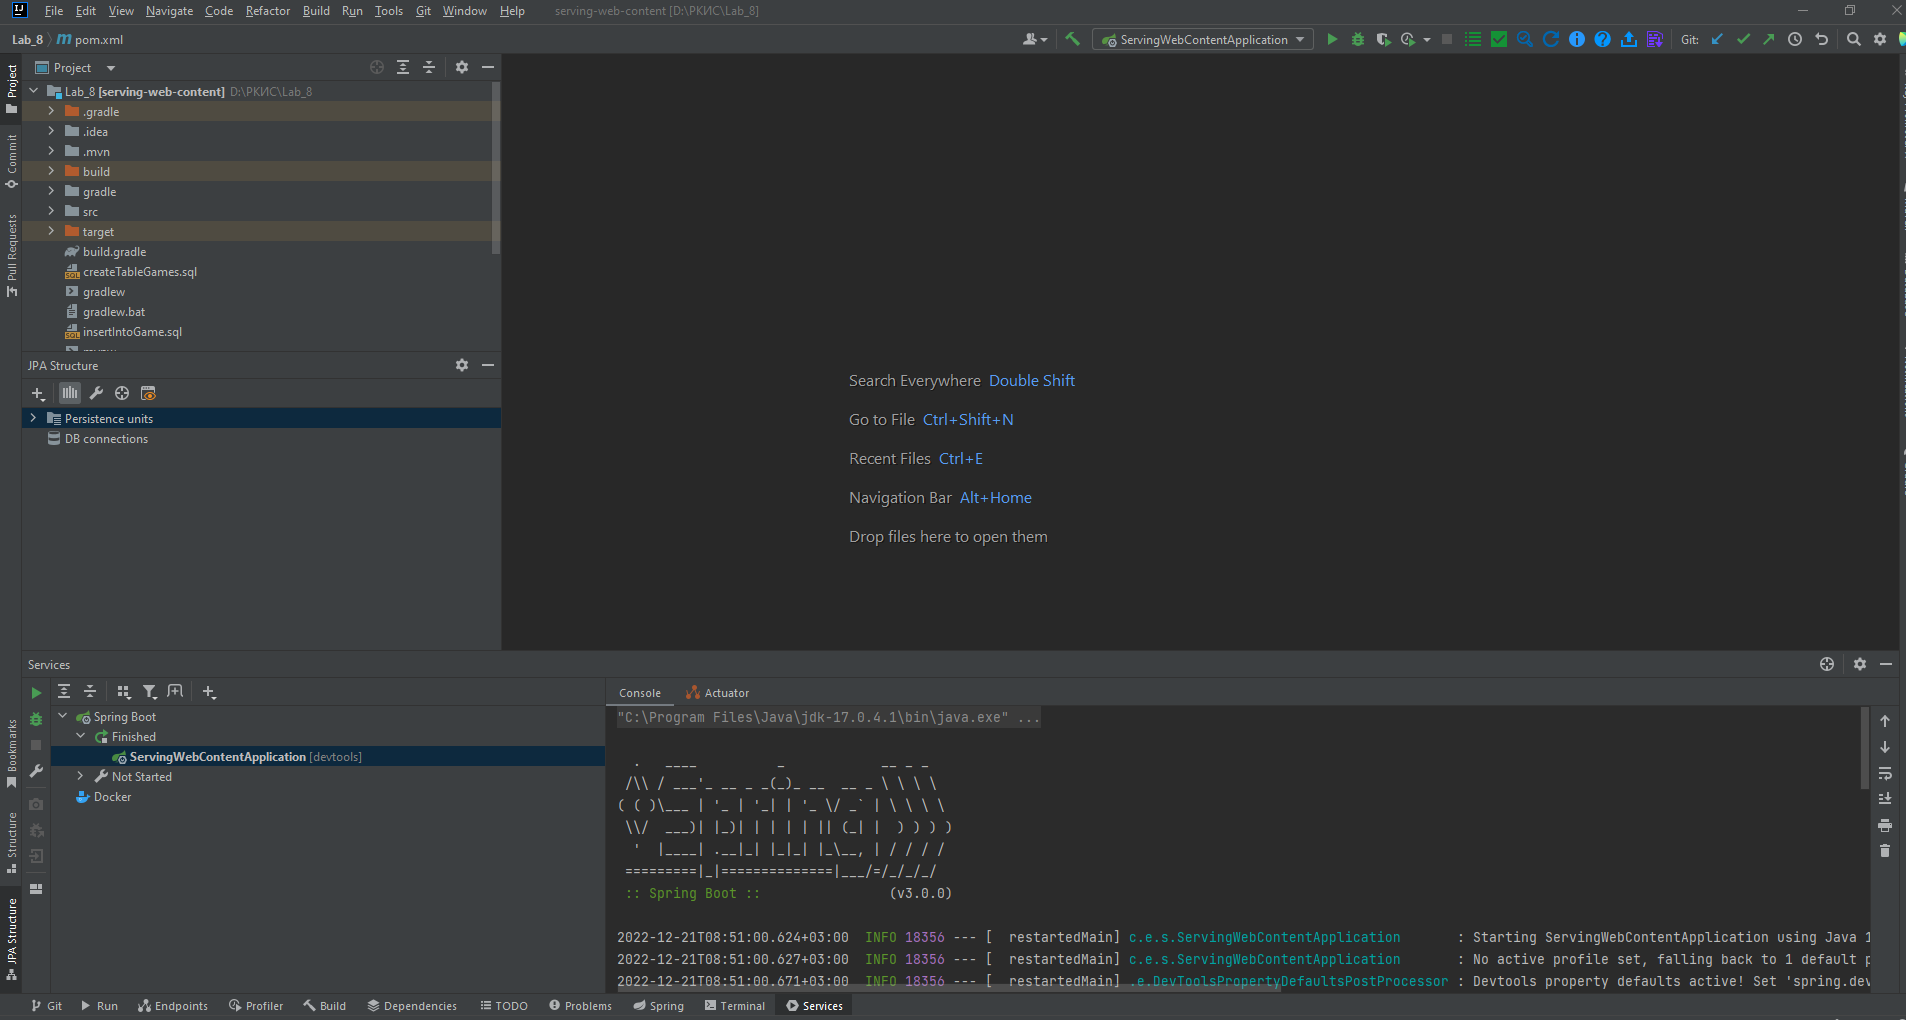 File Edit View Navigate Code Refactor Build Run Tools Git Window Help serving-web-content [D:\РКИС\Lab_8]
Lab_8 pom.xml
ServingWebContentApplication
Git:
Project
Lab_8 [serving-web-content] D:\РКИС\Lab_8
.gradle
.idea
.mvn
build
gradle
src
target
build.gradle
createTableGames.sql
gradlew
gradlew.bat
insertIntoGame.sql
Project
Commit
Pull Requests
JPA Structure
Persistence units
DB connections
Search Everywhere Double Shift
Go to File Ctrl+Shift+N
Recent Files Ctrl+E
Navigation Bar Alt+Home
Drop files here to open them
Services
Spring Boot
Finished
ServingWebContentApplication [devtools]
Not Started
Docker
Bookmarks
Structure
JPA Structure
Console Actuator
"C:\Program Files\Java\jdk-17.0.4.1\bin\java.exe" ...
:: Spring Boot :: (v3.0.0)
2022-12-21T08:51:00.624+03:00 INFO 18356 --- [ restartedMain] c.e.s.ServingWebContentApplication : Starting ServingWebContentApplication using Java 1
2022-12-21T08:51:00.627+03:00 INFO 18356 --- [ restartedMain] c.e.s.ServingWebContentApplication : No active profile set, falling back to 1 default p
2022-12-21T08:51:00.671+03:00 INFO 18356 --- [ restartedMain] .e.DevToolsPropertyDefaultsPostProcessor : Devtools property defaults active! Set 'spring.dev
Git Run Endpoints Profiler Build Dependencies TODO Problems Spring Terminal Services